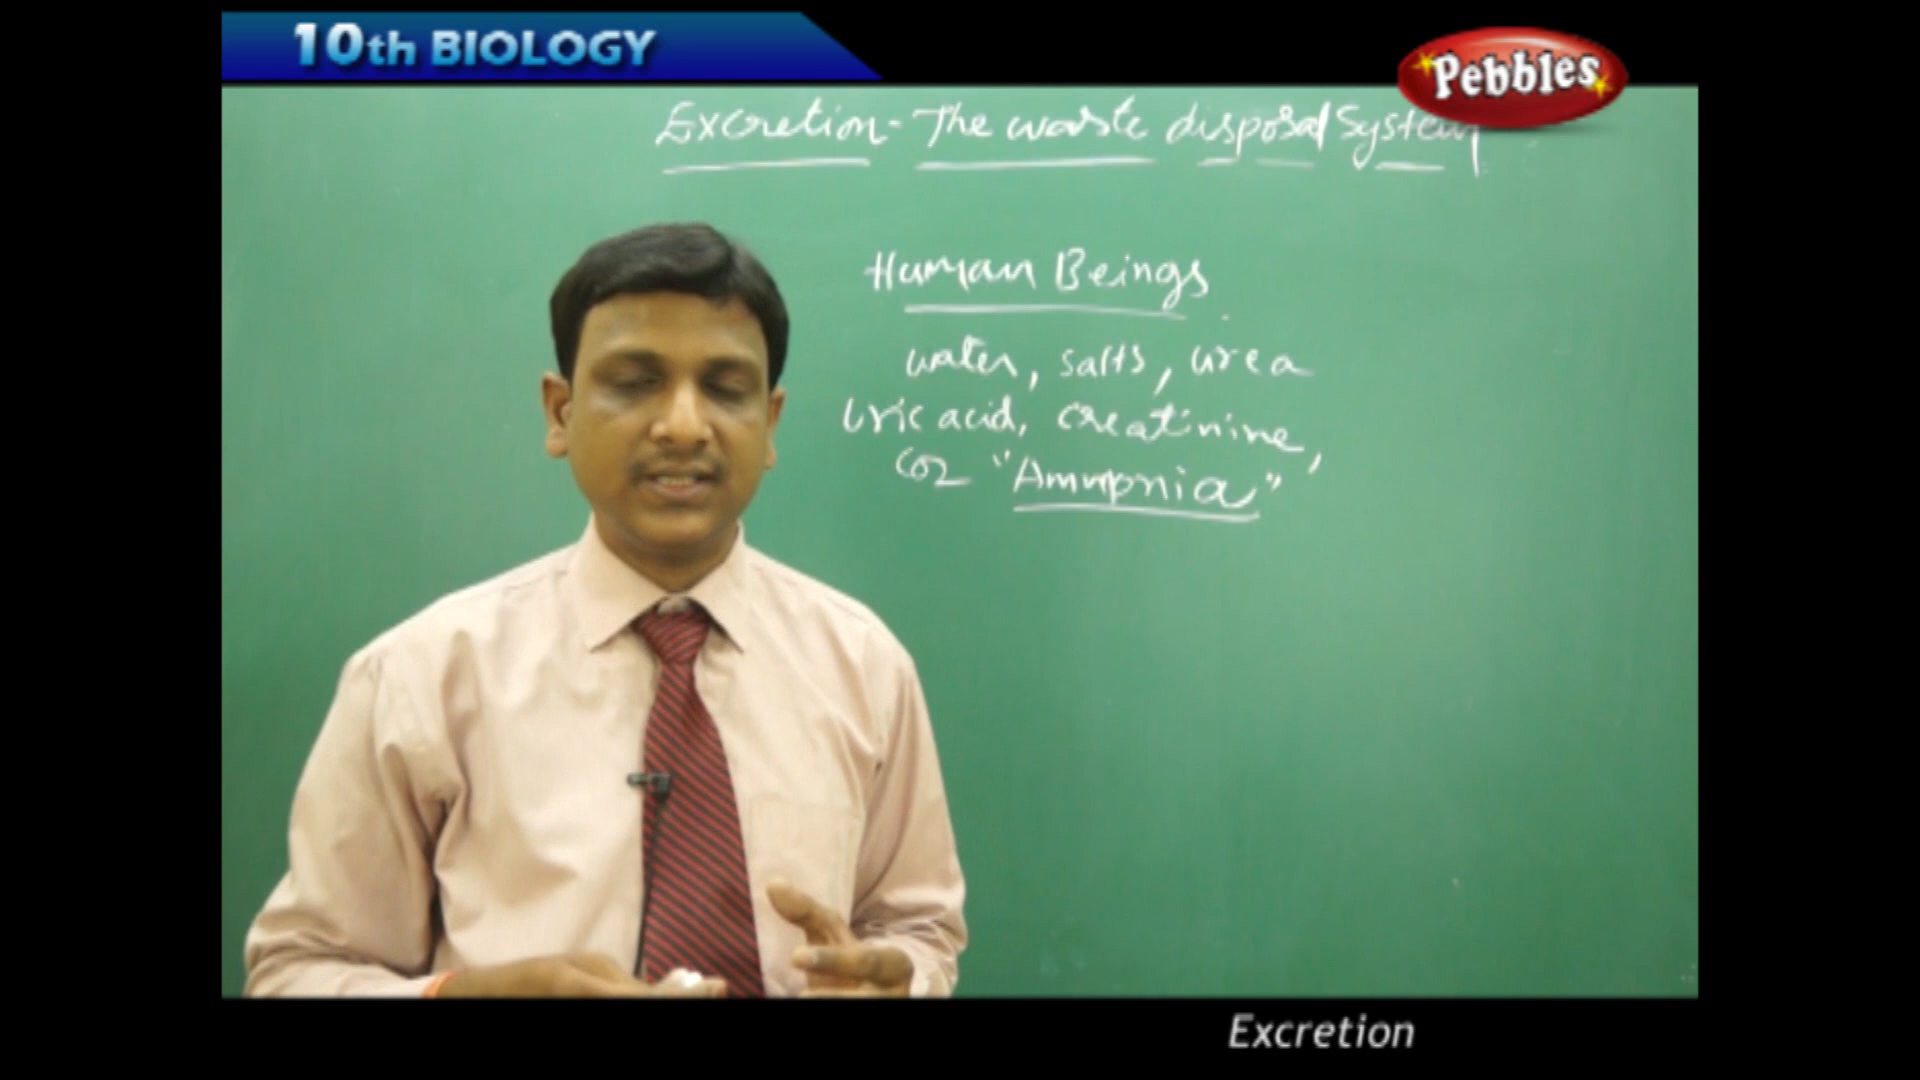 10th BIOLOGY
Pebbles
Excretion - The waste disposal System
Human Beings
water, salts, urea
Uric acid, creatinine,
CO2 "Ammonia"
Excretion